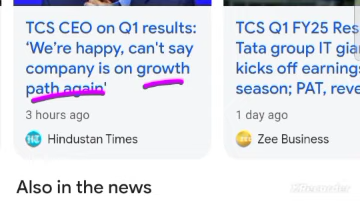 TCS CEO on Q1 results:
‘We're happy, can't say
company is on growth
path again'
3 hours ago
Hindustan Times
TCS Q1 FY25 Res
Tata group IT gia
kicks off earning
season; PAT, reve
1 day ago
Zee Business
Also in the news